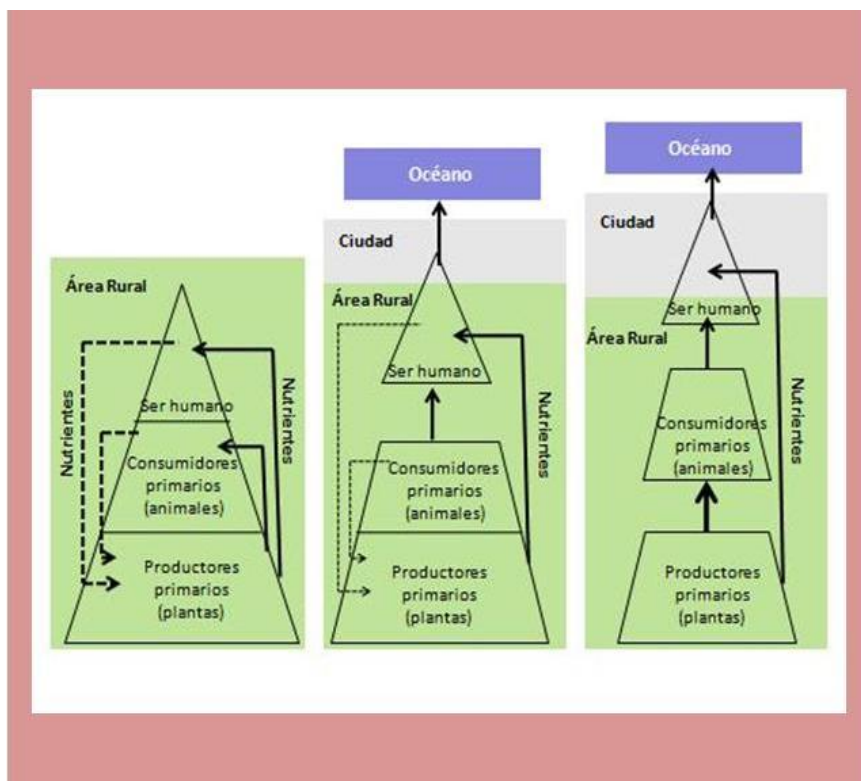 Área Rural
Nutrientes
Nutrientes
Ser humano
Consumidores
primarios
(animales)
Productores
primarios
(plantas)
Océano
Ciudad
Área Rural
Ser humano
Nutrientes
Consumidores
primarios
(animales)
Productores
primarios
(plantas)
Océano
Ciudad
Ser humano
Área Rural
Nutrientes
Consumidores
primarios
(animales)
Productores
primarios
(plantas)